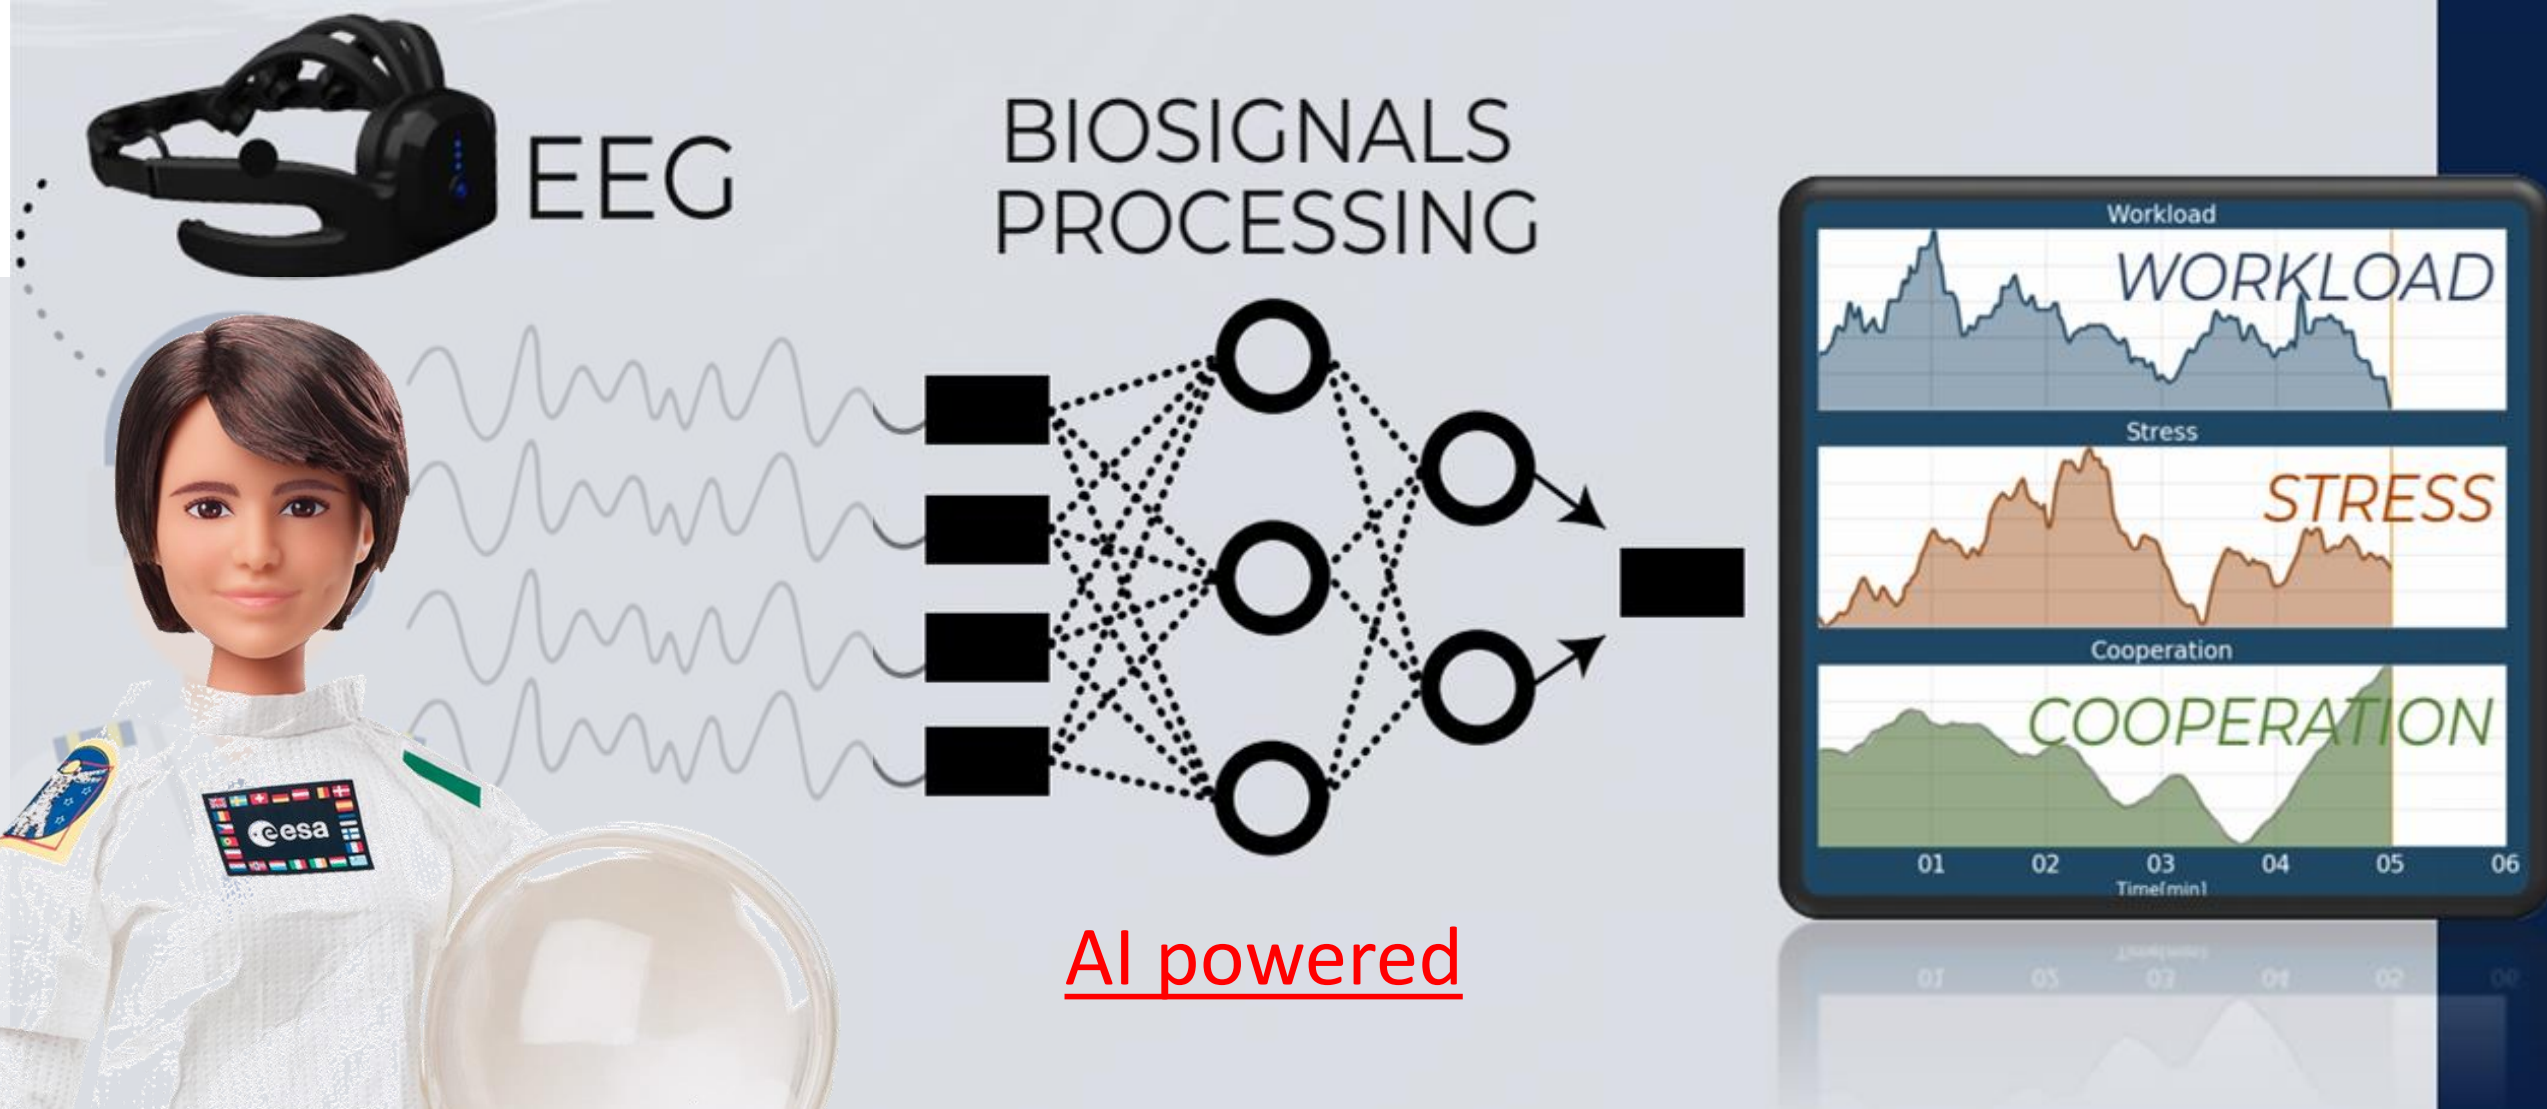 EEG
BIOSIGNALS
PROCESSING
esa
AI powered
Workload
WORKLOAD
Stress
STRESS
Cooperation
COOPERATION
01 02 03 04 05 06
Time[min]